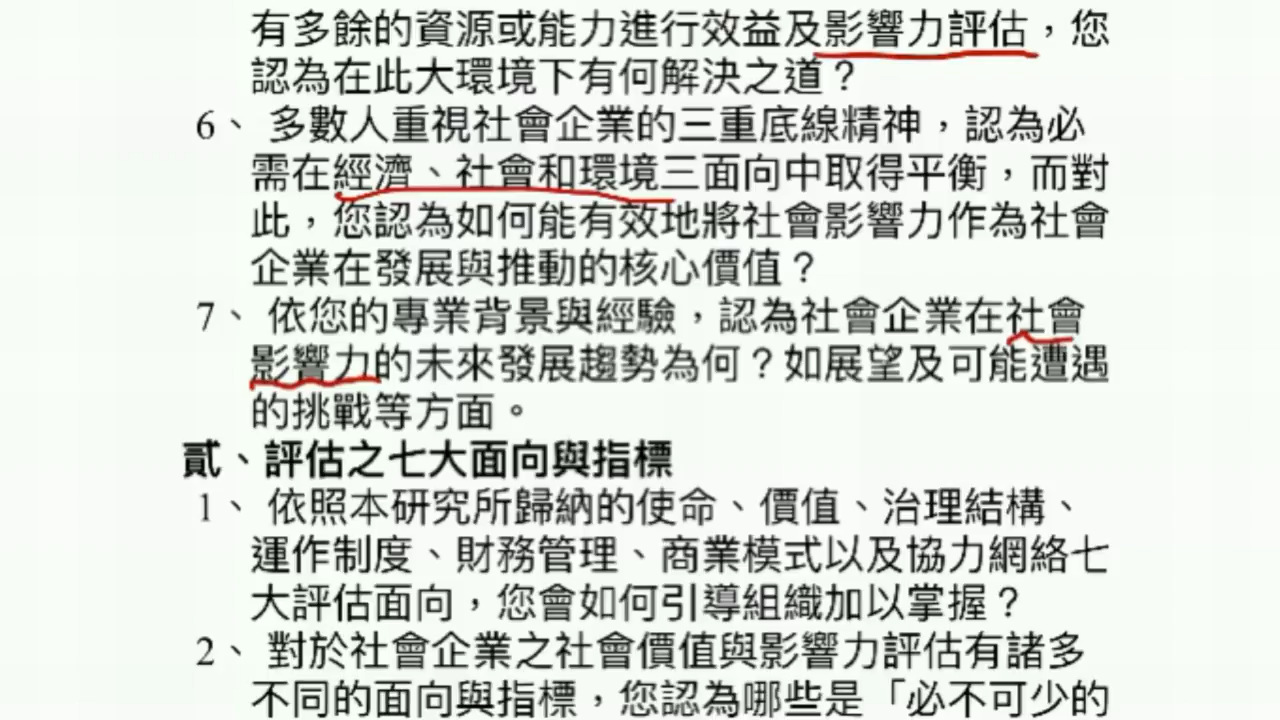 有多餘的資源或能力進行效益及影響力評估，您
認為在此大環境下有何解決之道？
6、 多數人重視社會企業的三重底線精神，認為必
需在經濟、社會和環境三面向中取得平衡，而對
此，您認為如何能有效地將社會影響力作為社會
企業在發展與推動的核心價值？
7、 依您的專業背景與經驗，認為社會企業在社會
影響力的未來發展趨勢為何？如展望及可能遭遇
的挑戰等方面。
貳、評估之七大面向與指標
1、 依照本研究所歸納的使命、價值、治理結構、
運作制度、財務管理、商業模式以及協力網絡七
大評估面向，您會如何引導組織加以掌握？
2、 對於社會企業之社會價值與影響力評估有諸多
不同的面向與指標，您認為哪些是「必不可少的